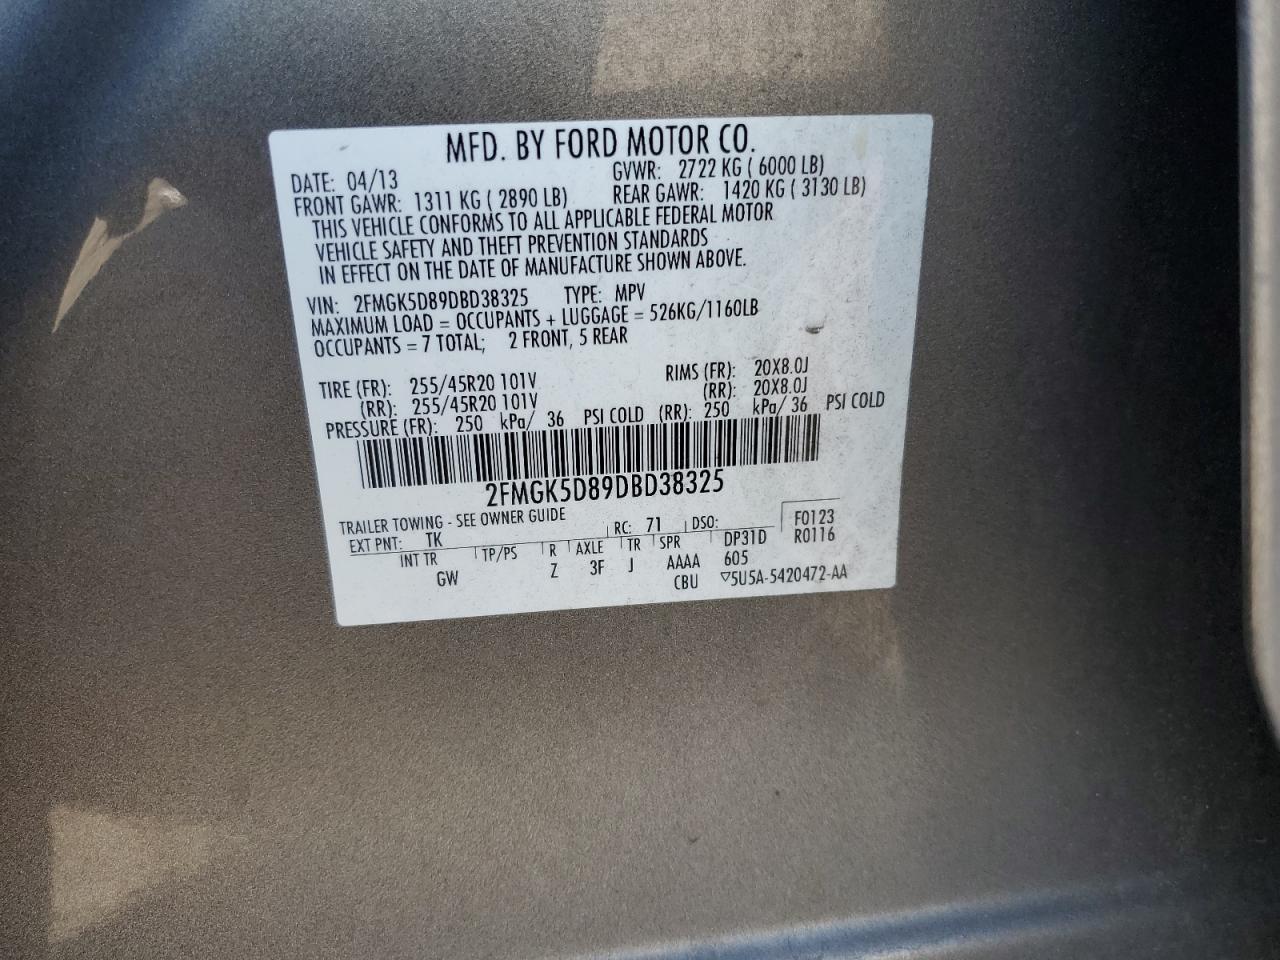 MFD. BY FORD MOTOR CO.
DATE: 04/13 GVWR: 2722 KG ( 6000 LB)
FRONT GAWR: 1311 KG ( 2890 LB) REAR GAWR: 1420 KG ( 3130 LB)
THIS VEHICLE CONFORMS TO ALL APPLICABLE FEDERAL MOTOR
VEHICLE SAFETY AND THEFT PREVENTION STANDARDS
IN EFFECT ON THE DATE OF MANUFACTURE SHOWN ABOVE.
VIN: 2FMGK5D89DBD38325 TYPE: MPV
MAXIMUM LOAD = OCCUPANTS + LUGGAGE = 526KG/1160LB
OCCUPANTS = 7 TOTAL; 2 FRONT, 5 REAR
TIRE (FR): 255/45R20 101V RIMS (FR): 20X8.0J
(RR): 255/45R20 101V (RR): 20X8.0J
PRESSURE (FR): 250 kPa/ 36 PSI COLD (RR): 250 kPa/ 36 PSI COLD
2FMGK5D89DBD38325
TRAILER TOWING - SEE OWNER GUIDE
EXT PNT: TK RC: 71 DSO: F0123
INT TR TP/PS R AXLE TR SPR DP31D R0116
GW Z 3F J AAAA 605
CBU ▽5U5A-5420472-AA